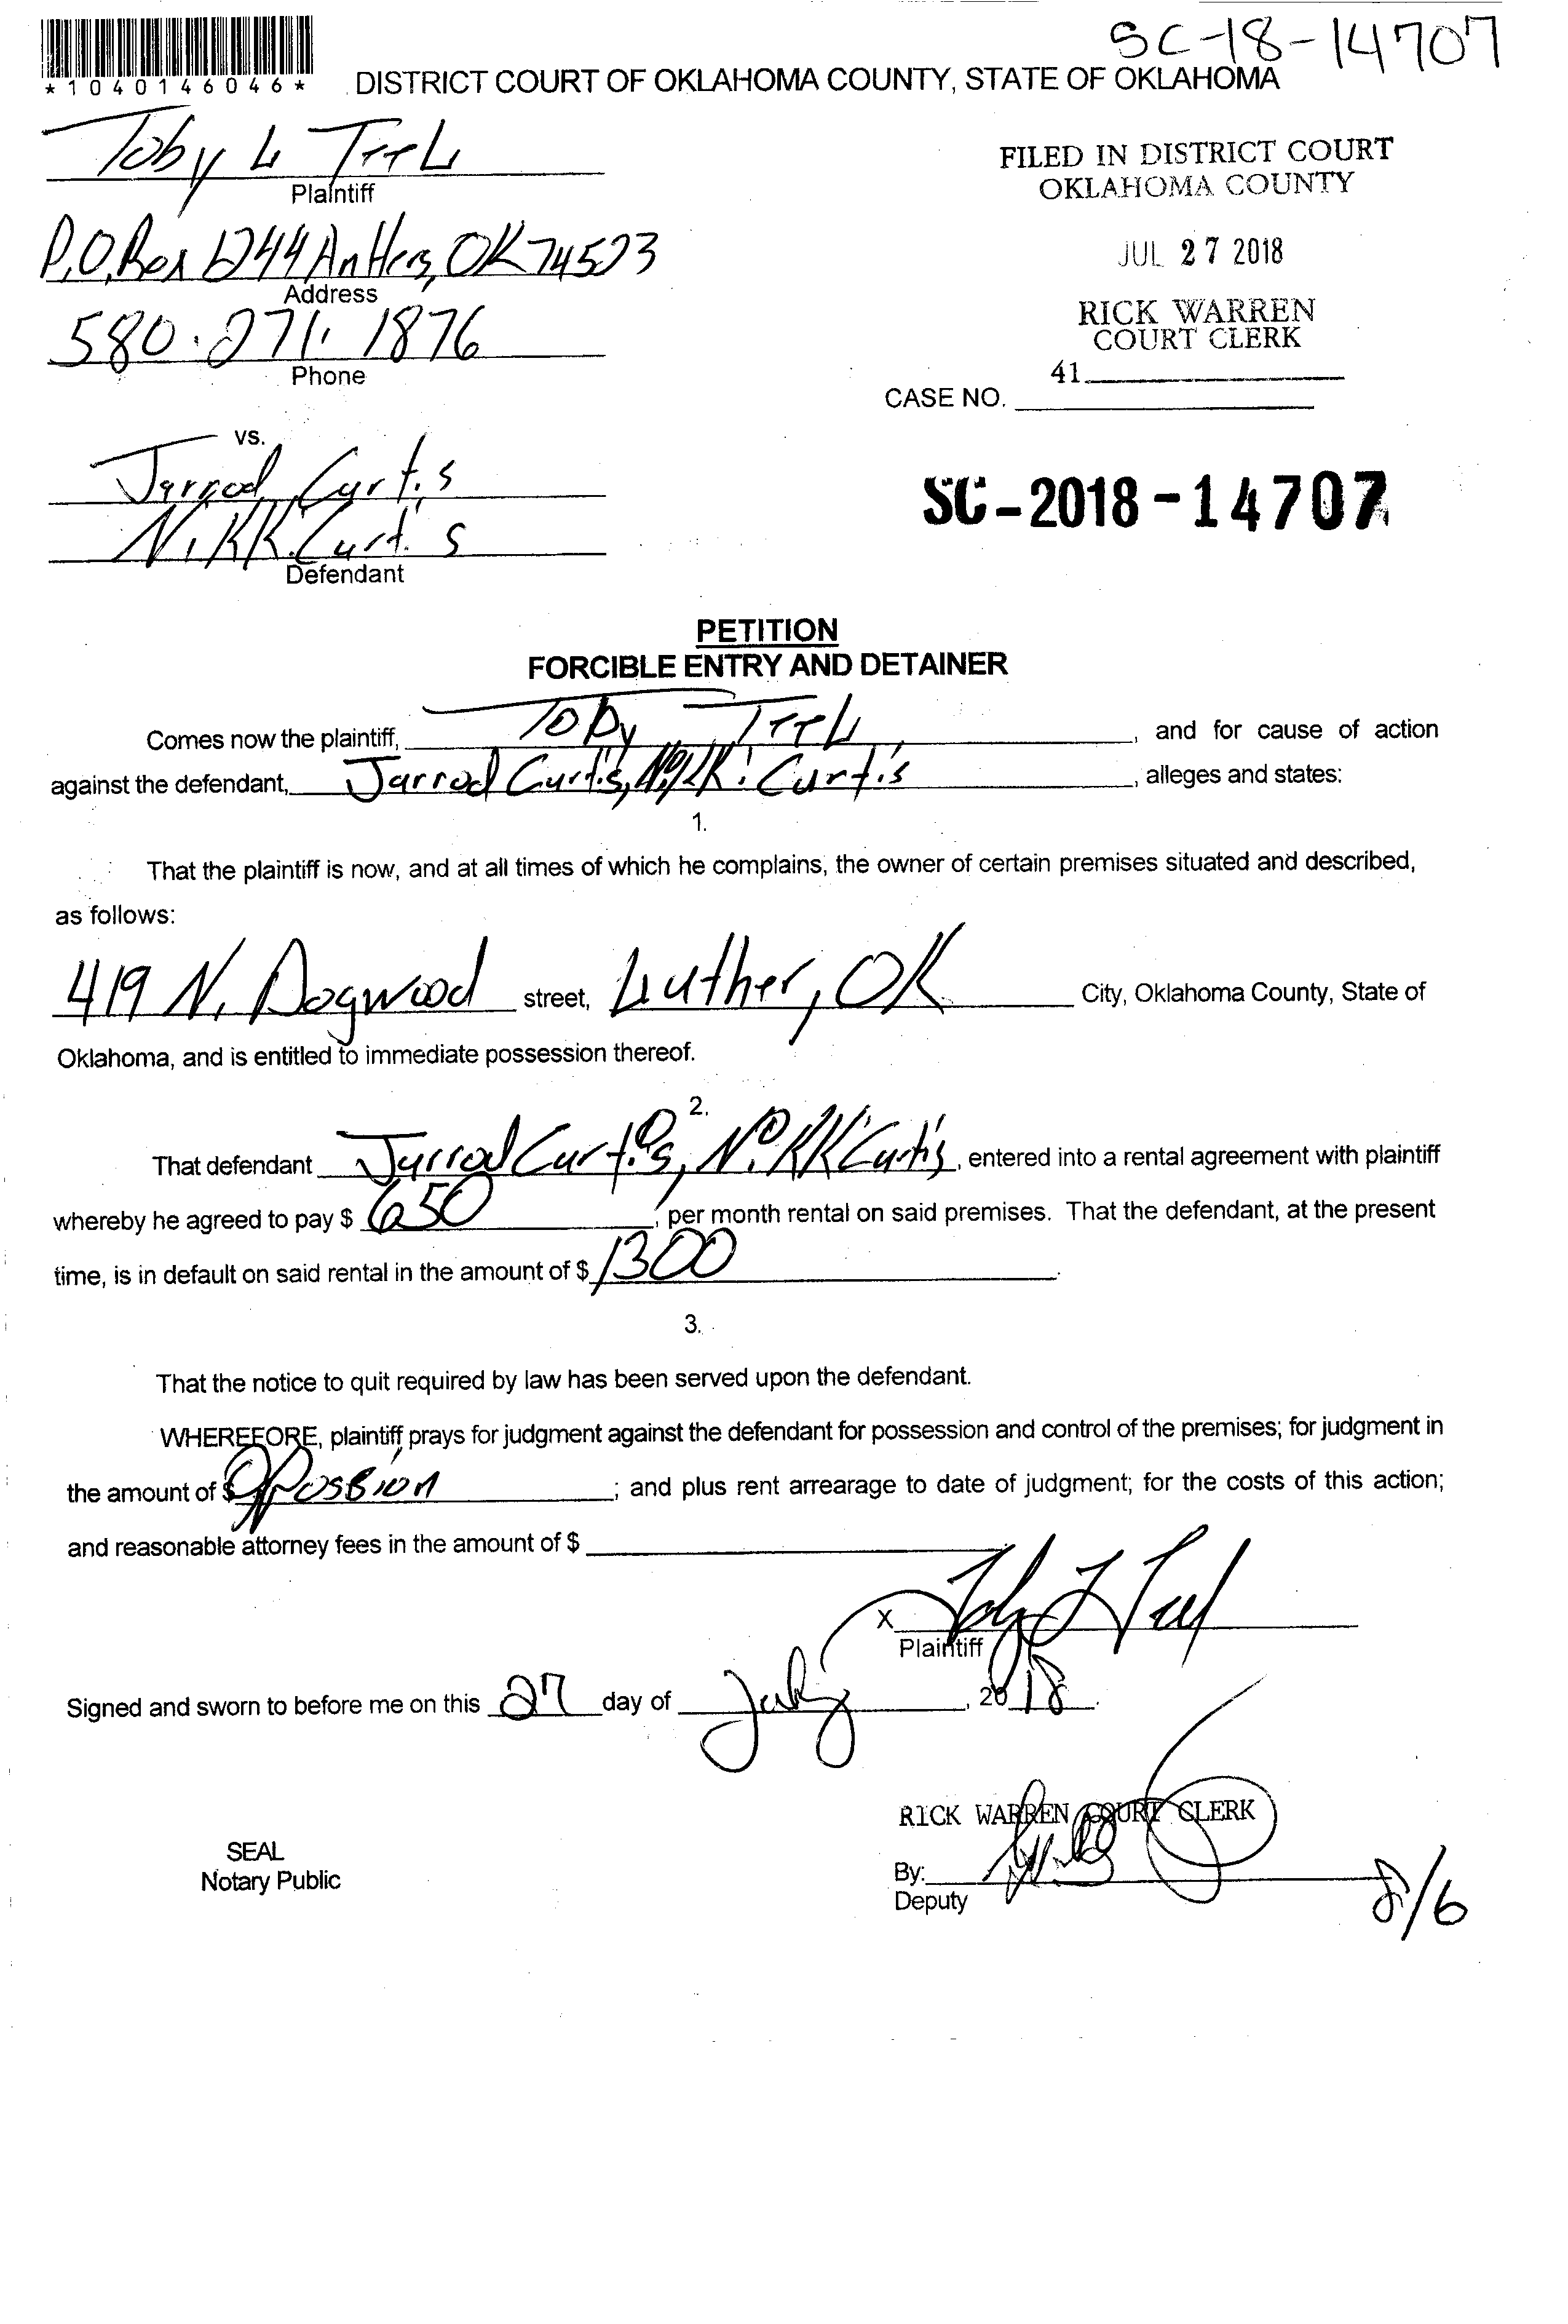 SC-18-14707
*1040146046*
DISTRICT COURT OF OKLAHOMA COUNTY, STATE OF OKLAHOMA
Toby L Teel
Plaintiff
FILED IN DISTRICT COURT
OKLAHOMA COUNTY
P.O. Box 1244 Antlers, OK 74523
Address
JUL 27 2018
580.271.1876
Phone
RICK WARREN
COURT CLERK
41
CASE NO.
vs.
Jarrod Curtis
Nikki Curtis
Defendant
SC-2018-14707
PETITION
FORCIBLE ENTRY AND DETAINER
Comes now the plaintiff, Toby Teel, and for cause of action
against the defendant, Jarrod Curtis, Nikki Curtis, alleges and states:
1.
That the plaintiff is now, and at all times of which he complains, the owner of certain premises situated and described,
as follows:
419 N. Dogwood street, Luther, OK City, Oklahoma County, State of
Oklahoma, and is entitled to immediate possession thereof.
2.
That defendant Jarrod Curtis, Nikki Curtis, entered into a rental agreement with plaintiff
whereby he agreed to pay $ 650, per month rental on said premises. That the defendant, at the present
time, is in default on said rental in the amount of $ 1300.
3.
That the notice to quit required by law has been served upon the defendant.
WHEREFORE, plaintiff prays for judgment against the defendant for possession and control of the premises; for judgment in
the amount of $ ; and plus rent arrearage to date of judgment; for the costs of this action;
and reasonable attorney fees in the amount of $
X Toby L Teel
Plaintiff
Signed and sworn to before me on this 27 day of July, 2018.
RICK WARREN COURT CLERK
SEAL
Notary Public
By:
Deputy
8/6